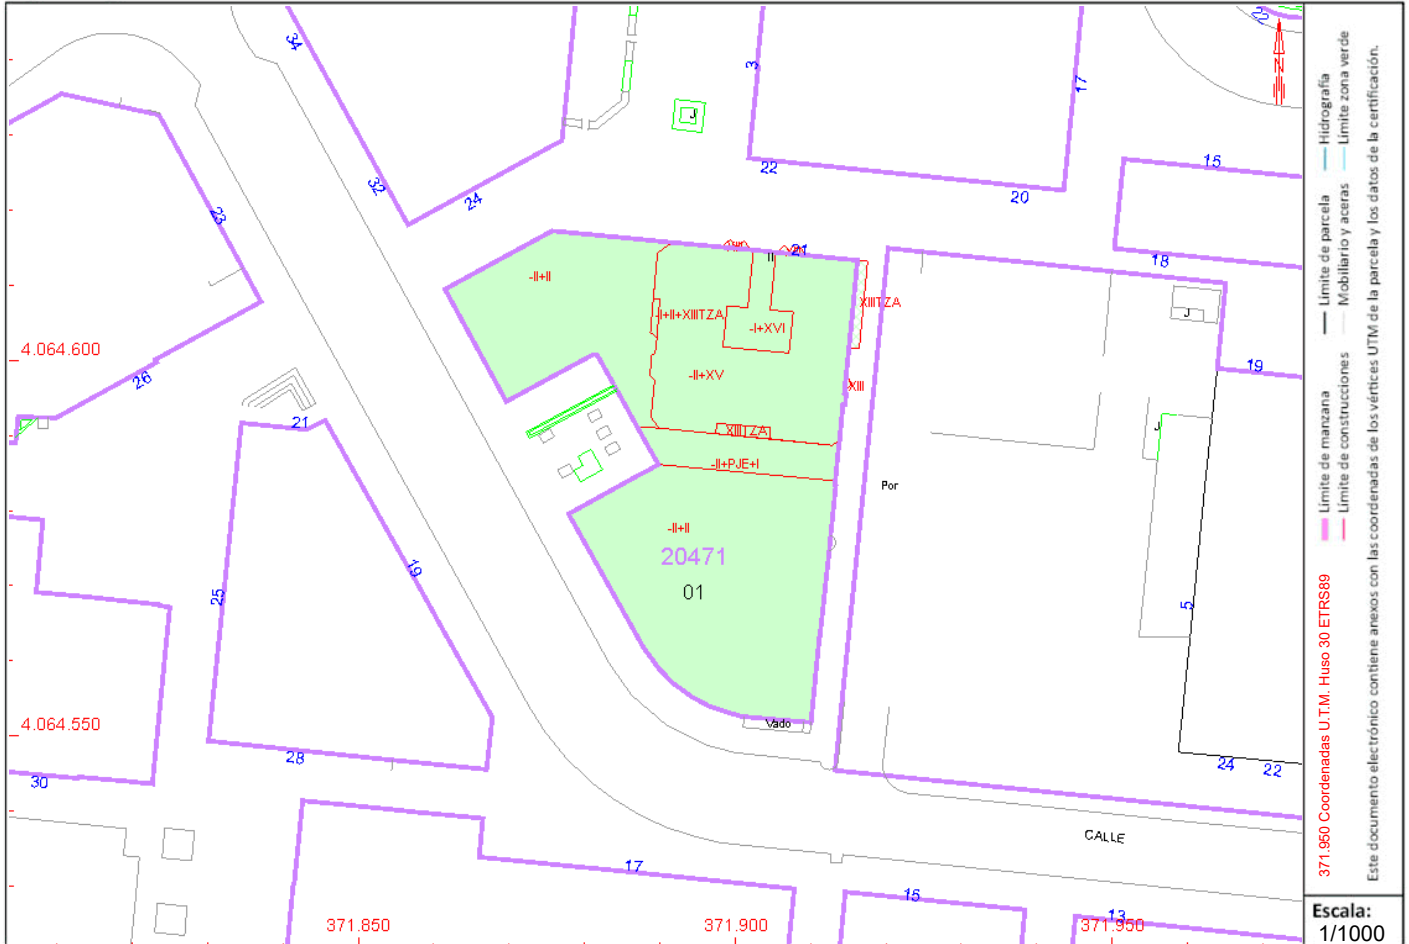 34
22
3
17
J
15
32
24
22
20
23
21
18
-II+II
II
XIIITZA
-I+II+XIIITZA
-I+XVI
J
4.064.600
19
26
-II+XV
XIII
21
XIIITZA
J
-II+PJE+I
Por
-II+II
20471
01
19
25
5
4.064.550
Vado
28
24
22
30
CALLE
17
15
13
371.850
371.900
371.950
N
Límite de manzana
Límite de parcela
Hidrografía
Límite de construcciones
Mobiliario y aceras
Límite zona verde
371.950 Coordenadas U.T.M. Huso 30 ETRS89
Este documento electrónico contiene anexos con las coordenadas de los vértices UTM de la parcela y los datos de la certificación.
Escala:
1/1000